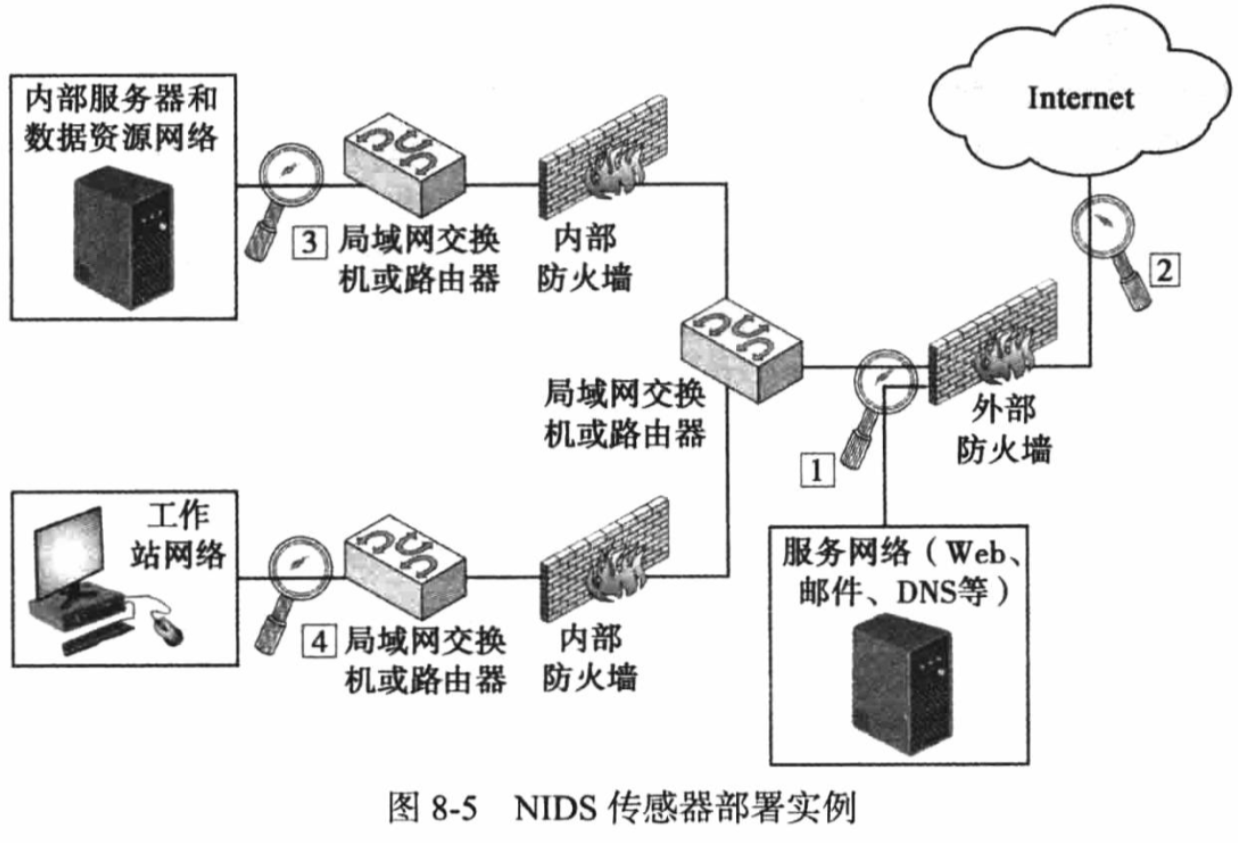 内部服务器和
数据资源网络
3
局域网交换
机或路由器
内部
防火墙
Internet
2
局域网交换
机或路由器
1
外部
防火墙
工作
站网络
4
局域网交换
机或路由器
内部
防火墙
服务网络（Web、
邮件、DNS等）
图 8-5 NIDS 传感器部署实例